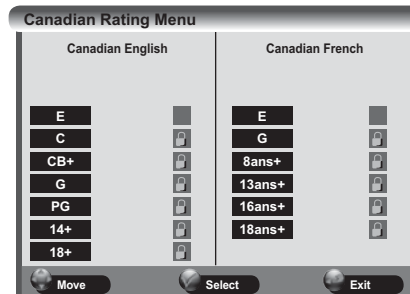 Canadian Rating Menu
Canadian English
E
C
CB+
G
PG
14+
18+
Canadian French
E
G
8ans+
13ans+
16ans+
18ans+
Move Select Exit